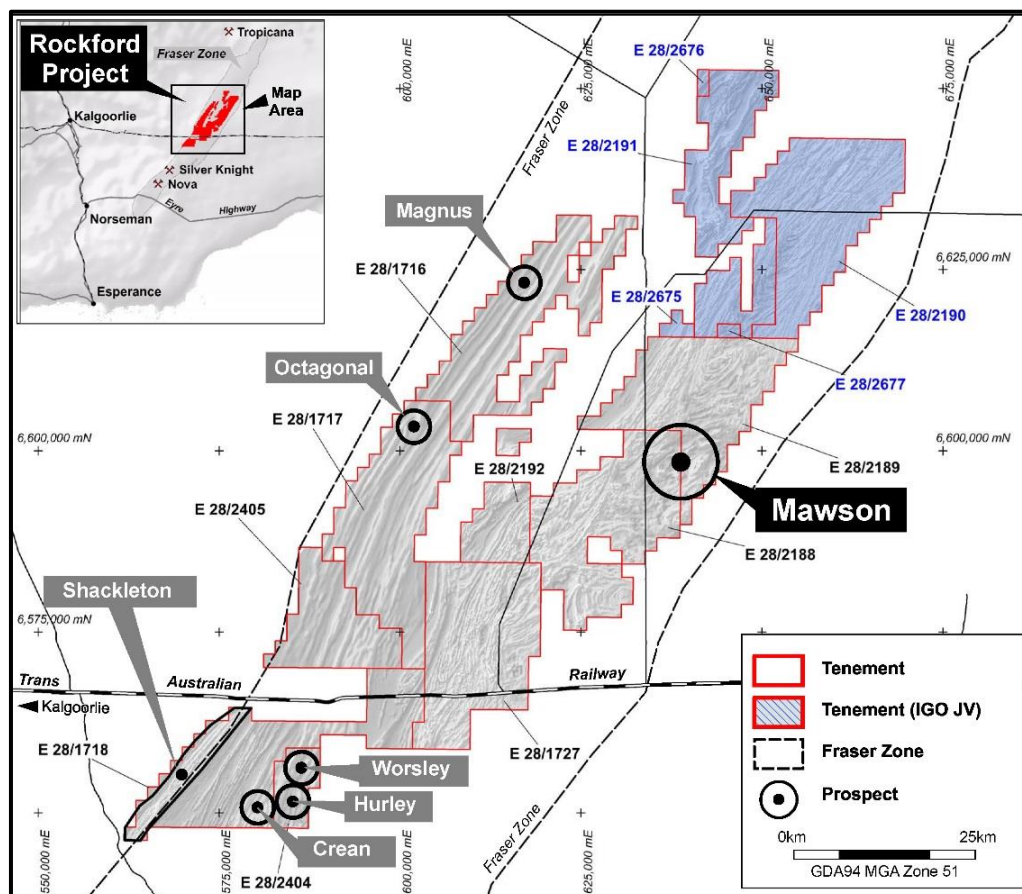 Tropicana
Fraser Zone
Rockford
Project
Map
Area
Kalgoorlie
Silver Knight
Nova
Norseman
Eyre
Highway
Esperance
600,000 mE
625,000 mE
650,000 mE
675,000 mE
Fraser Zone
E 28/2676
E 28/2191
Magnus
E 28/1716
6,625,000 mN
E 28/2675
E 28/2190
Octagonal
E 28/2677
E 28/1717
6,600,000 mN
6,600,000 mN
E 28/2192
E 28/2189
Mawson
E 28/2405
E 28/2188
Shackleton
6,575,000 mN
Trans
Australian
Railway
Kalgoorlie
E 28/1718
E 28/1727
Worsley
Hurley
Crean
E 28/2404
Fraser Zone
550,000 mE
575,000 mE
600,000 mE
625,000 mE
Tenement
Tenement (IGO JV)
Fraser Zone
Prospect
0km
25km
GDA94 MGA Zone 51